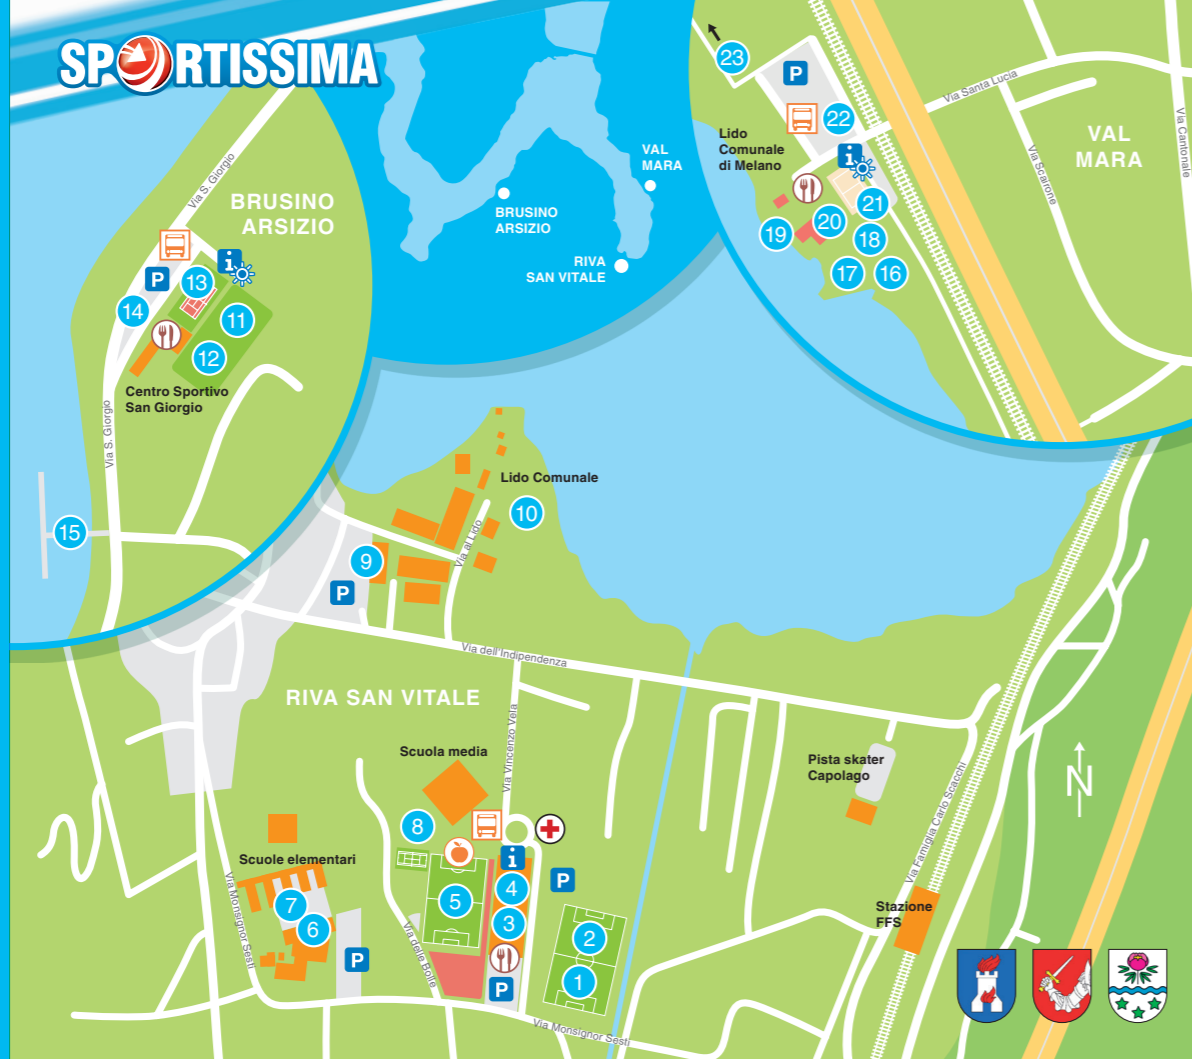 SPORTISSIMA
BRUSINO
ARSIZIO
Via S. Giorgio
P
i
13
14
11
12
Centro Sportivo
San Giorgio
Via S. Giorgio
15
VAL
MARA
BRUSINO
ARSIZIO
RIVA
SAN VITALE
23
P
22
Via Santa Lucia
Lido
Comunale
di Melano
i
VAL
MARA
Via Cantonale
Via Scairone
21
20
19
18
17
16
Lido Comunale
10
Via al Lido
9
P
Via dell'Indipendenza
RIVA SAN VITALE
Via Vincenzo Vela
Scuola media
Pista skater
Capolago
N
8
i
Scuole elementari
P
4
5
3
7
6
2
1
P
P
Via Monsignor Sesti
Via delle Bolle
Via Monsignor Sesti
Via Famiglia Carlo Scacchi
Stazione
FFS